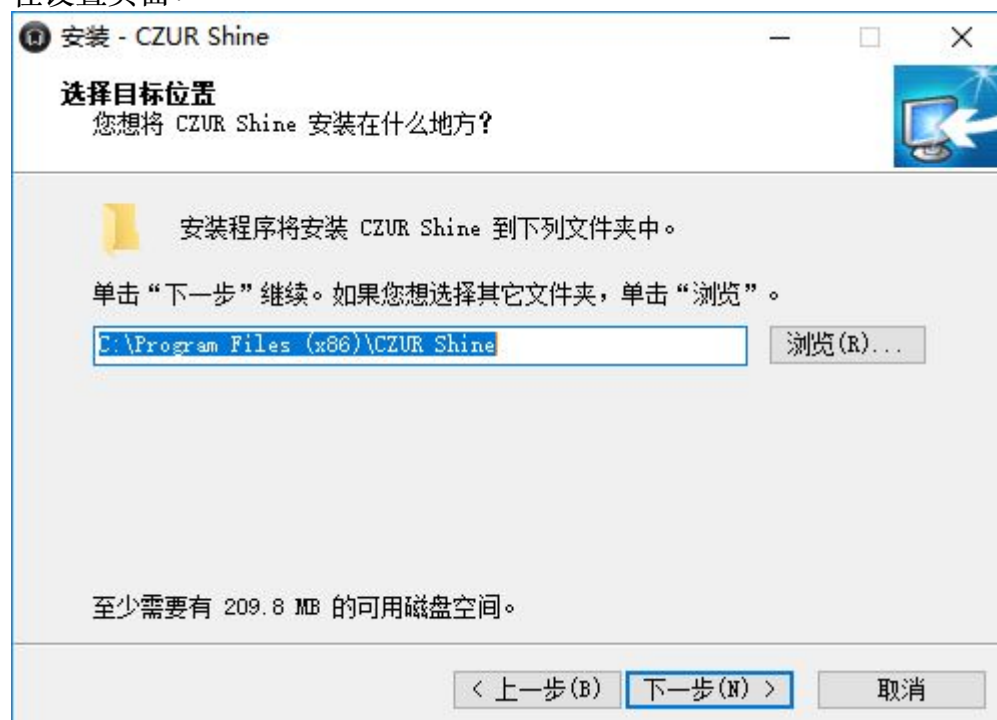 安装 - CZUR Shine
选择目标位置
您想将 CZUR Shine 安装在什么地方?
安装程序将安装 CZUR Shine 到下列文件夹中。
单击“下一步”继续。如果您想选择其它文件夹，单击“浏览”。
C:\Program Files (x86)\CZUR Shine
浏览(R)...
至少需要有 209.8 MB 的可用磁盘空间。
< 上一步(B)
下一步(N) >
取消